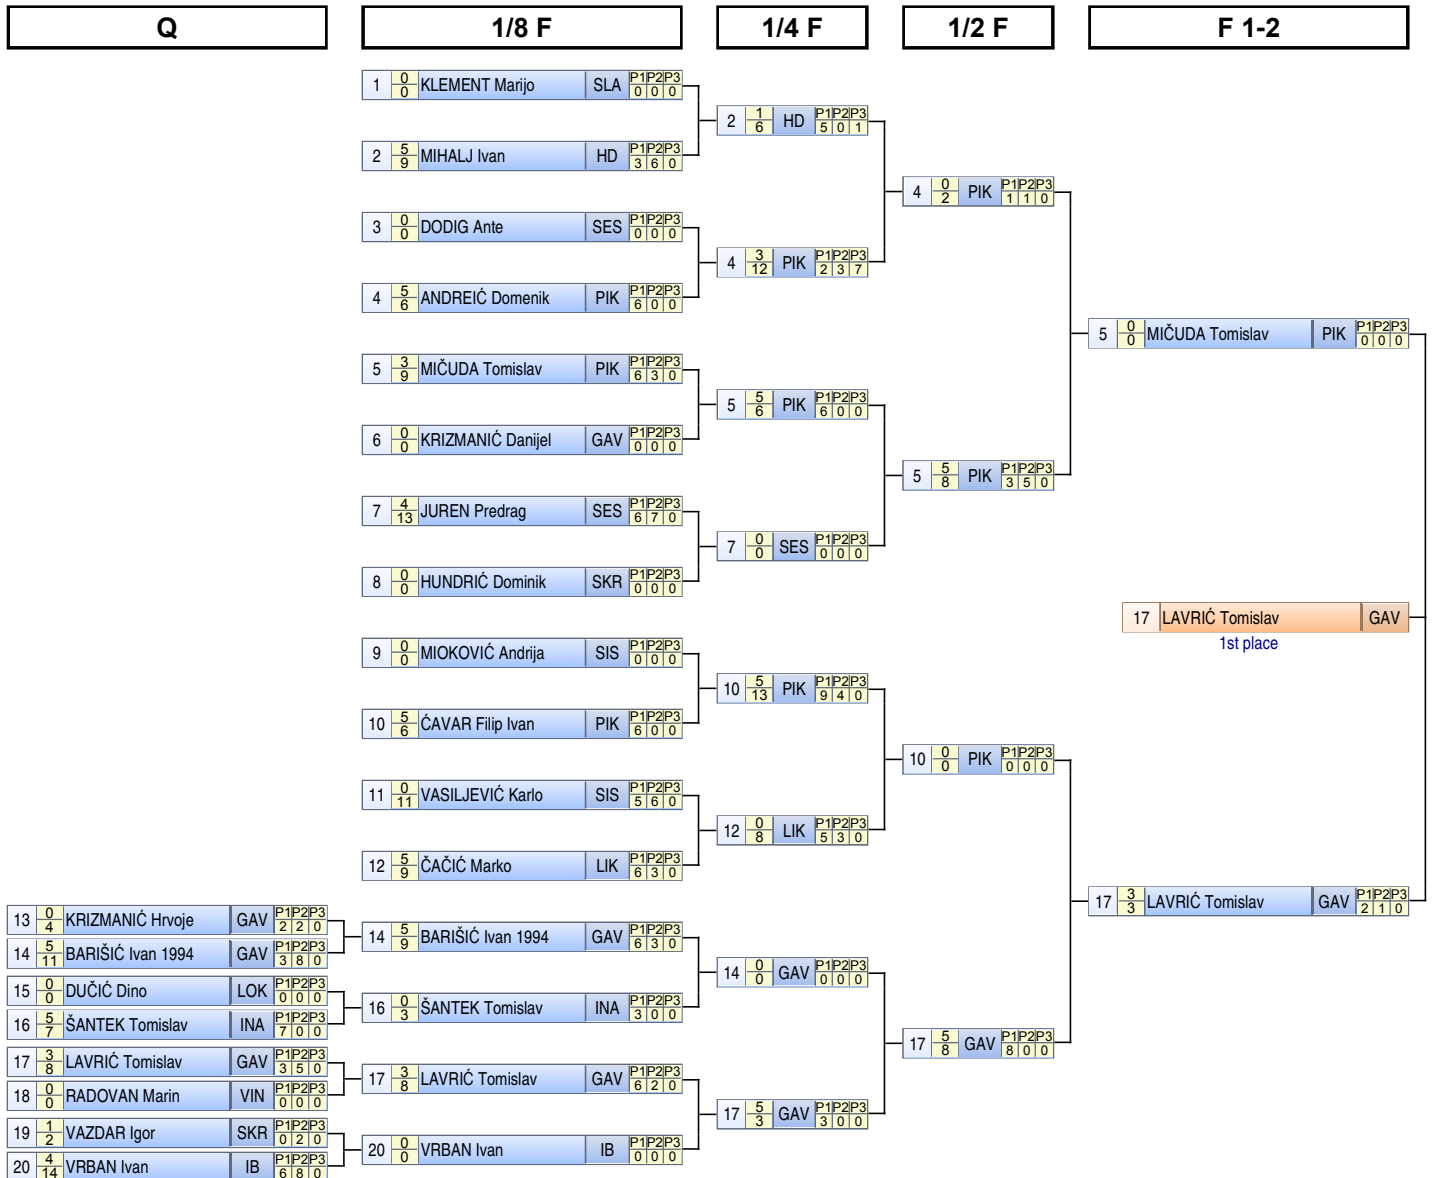 Q 1/8 F 1/4 F 1/2 F F 1-2
1 0 0 KLEMENT Marijo SLA P1 P2 P3 0 0 0
2 1 6 HD P1 P2 P3 5 0 1
2 5 9 MIHALJ Ivan HD P1 P2 P3 3 6 0
4 0 2 PIK P1 P2 P3 1 1 0
3 0 0 DODIG Ante SES P1 P2 P3 0 0 0
4 3 12 PIK P1 P2 P3 2 3 7
4 5 6 ANDREIĆ Domenik PIK P1 P2 P3 6 0 0
5 0 0 MIČUDA Tomislav PIK P1 P2 P3 0 0 0
5 3 9 MIČUDA Tomislav PIK P1 P2 P3 6 3 0
5 5 6 PIK P1 P2 P3 6 0 0
6 0 0 KRIZMANIĆ Danijel GAV P1 P2 P3 0 0 0
5 5 8 PIK P1 P2 P3 3 5 0
7 4 13 JUREN Predrag SES P1 P2 P3 6 7 0
7 0 0 SES P1 P2 P3 0 0 0
8 0 0 HUNDRIĆ Dominik SKR P1 P2 P3 0 0 0
17 LAVRIĆ Tomislav GAV
1st place
9 0 0 MIOKOVIĆ Andrija SIS P1 P2 P3 0 0 0
10 5 13 PIK P1 P2 P3 9 4 0
10 5 6 ĆAVAR Filip Ivan PIK P1 P2 P3 6 0 0
10 0 0 PIK P1 P2 P3 0 0 0
11 0 11 VASILJEVIĆ Karlo SIS P1 P2 P3 5 6 0
12 0 8 LIK P1 P2 P3 5 3 0
12 5 9 ČAČIĆ Marko LIK P1 P2 P3 6 3 0
17 3 3 LAVRIĆ Tomislav GAV P1 P2 P3 2 1 0
13 0 4 KRIZMANIĆ Hrvoje GAV P1 P2 P3 2 2 0
14 5 9 BARIŠIĆ Ivan 1994 GAV P1 P2 P3 6 3 0
14 5 11 BARIŠIĆ Ivan 1994 GAV P1 P2 P3 3 8 0
14 0 0 GAV P1 P2 P3 0 0 0
15 0 0 DUČIĆ Dino LOK P1 P2 P3 0 0 0
16 0 3 ŠANTEK Tomislav INA P1 P2 P3 3 0 0
16 5 7 ŠANTEK Tomislav INA P1 P2 P3 7 0 0
17 5 8 GAV P1 P2 P3 8 0 0
17 3 8 LAVRIĆ Tomislav GAV P1 P2 P3 3 5 0
17 3 8 LAVRIĆ Tomislav GAV P1 P2 P3 6 2 0
18 0 0 RADOVAN Marin VIN P1 P2 P3 0 0 0
17 5 3 GAV P1 P2 P3 3 0 0
19 1 2 VAZDAR Igor SKR P1 P2 P3 0 2 0
20 0 0 VRBAN Ivan IB P1 P2 P3 0 0 0
20 4 14 VRBAN Ivan IB P1 P2 P3 6 8 0